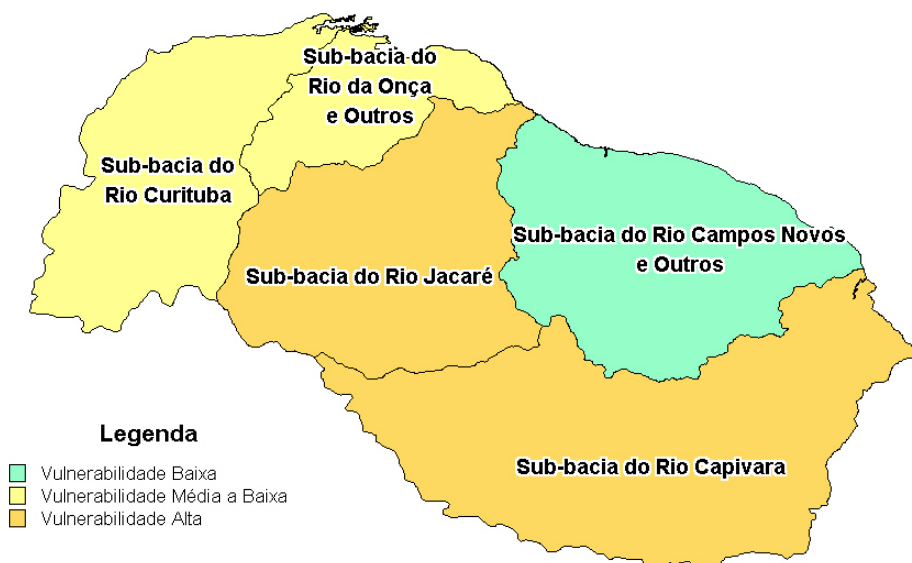 Sub-bacia do
Rio da Onça
e Outros
Sub-bacia do
Rio Curituba
Sub-bacia do Rio Campos Novos
e Outros
Sub-bacia do Rio Jacaré
Sub-bacia do Rio Capivara
Legenda
Vulnerabilidade Baixa
Vulnerabilidade Média a Baixa
Vulnerabilidade Alta